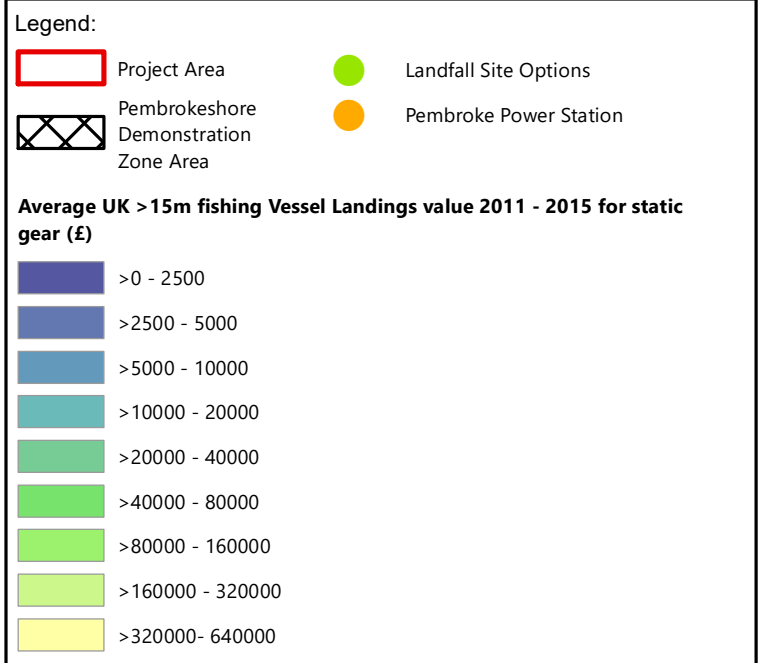 Legend:
Project Area
Landfall Site Options
Pembrokeshore
Demonstration
Zone Area
Pembroke Power Station
Average UK >15m fishing Vessel Landings value 2011 - 2015 for static
gear (£)
>0 - 2500
>2500 - 5000
>5000 - 10000
>10000 - 20000
>20000 - 40000
>40000 - 80000
>80000 - 160000
>160000 - 320000
>320000- 640000